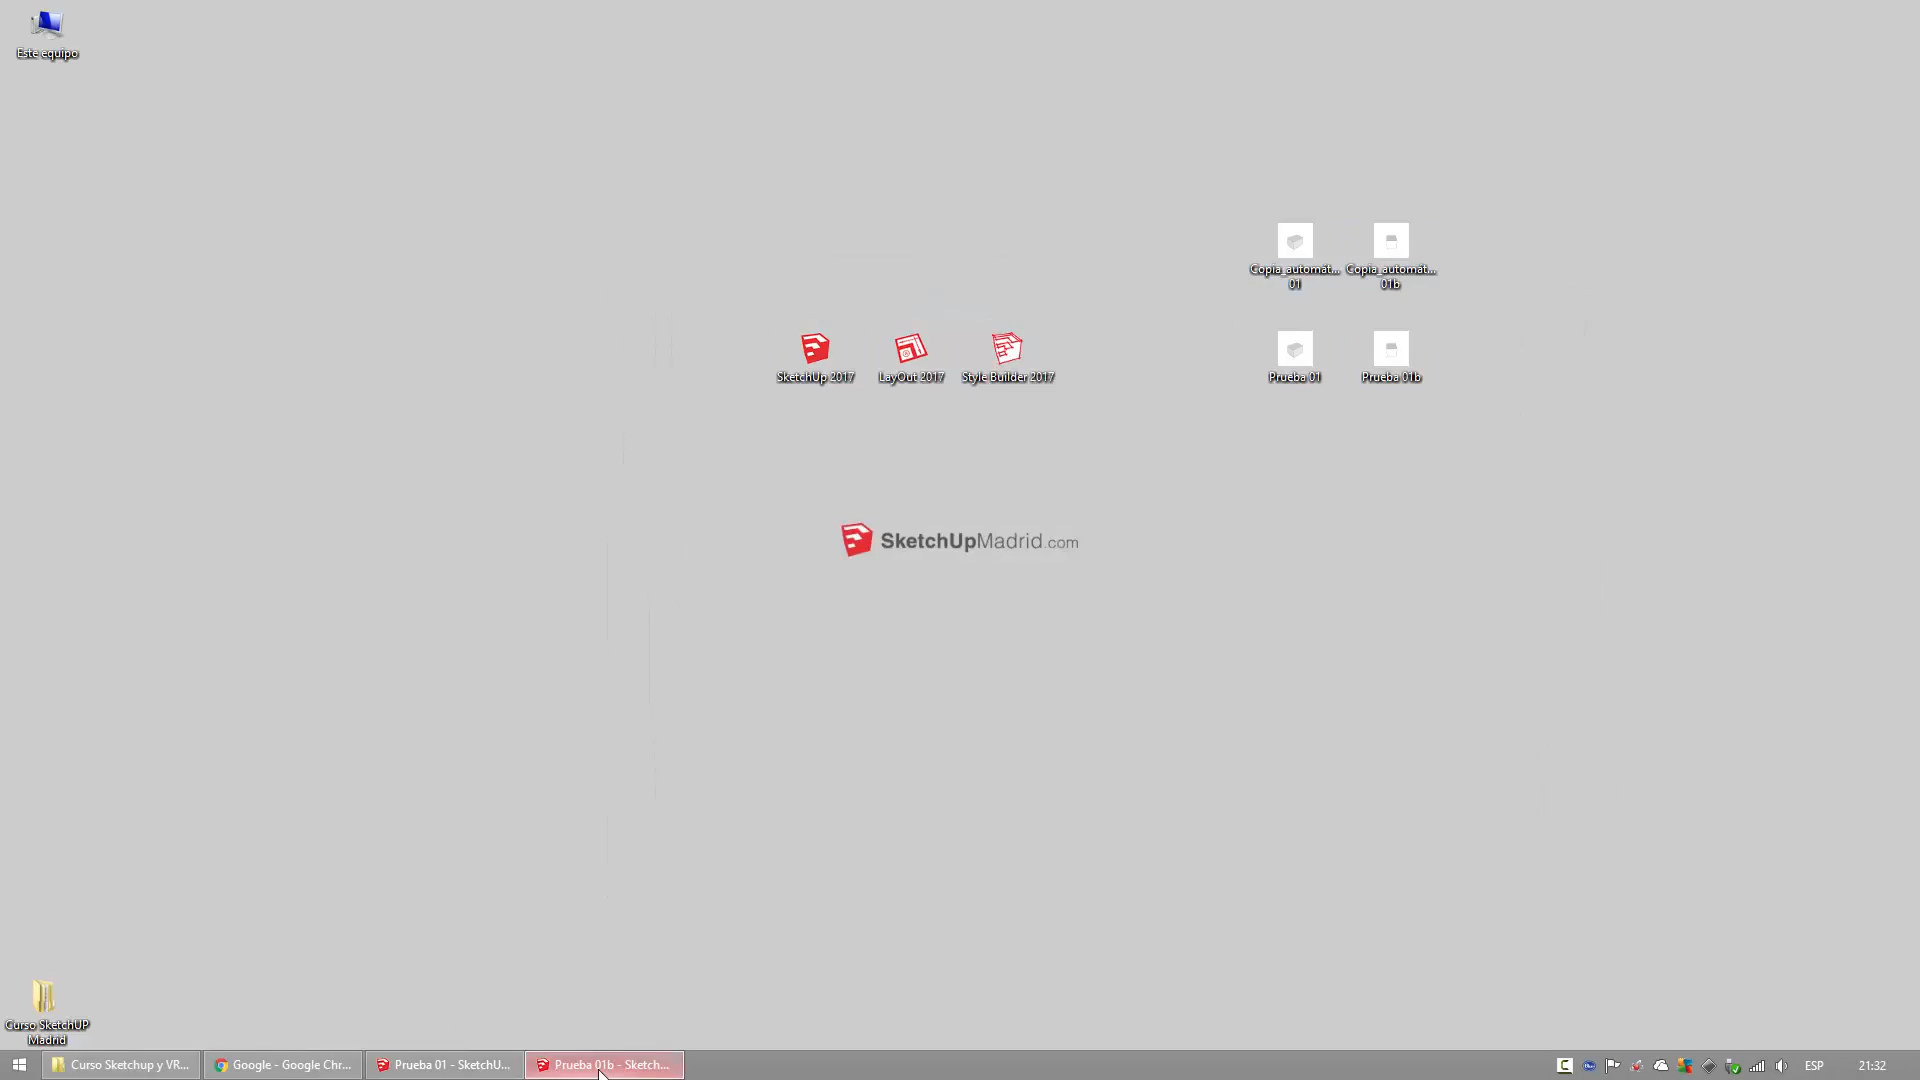 Este equipo
Copia_automát...
01
Copia_automát...
01b
SketchUp 2017
LayOut 2017
Style Builder 2017
Prueba 01
Prueba 01b
SketchUpMadrid.com
Curso SketchUP
Madrid
Curso Sketchup y VR...
Google - Google Chr...
Prueba 01 - SketchU...
Prueba 01b - Sketch...
ESP
21:32